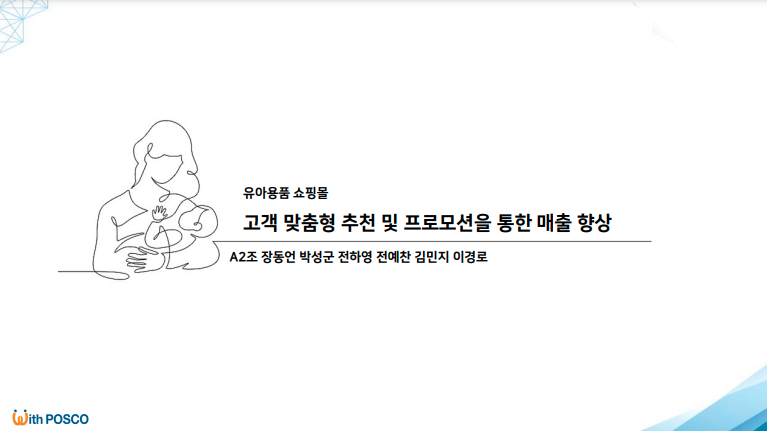 유아용품 쇼핑몰
고객 맞춤형 추천 및 프로모션을 통한 매출 향상
A2조 장동언 박성군 전하영 전예찬 김민지 이경로
With POSCO